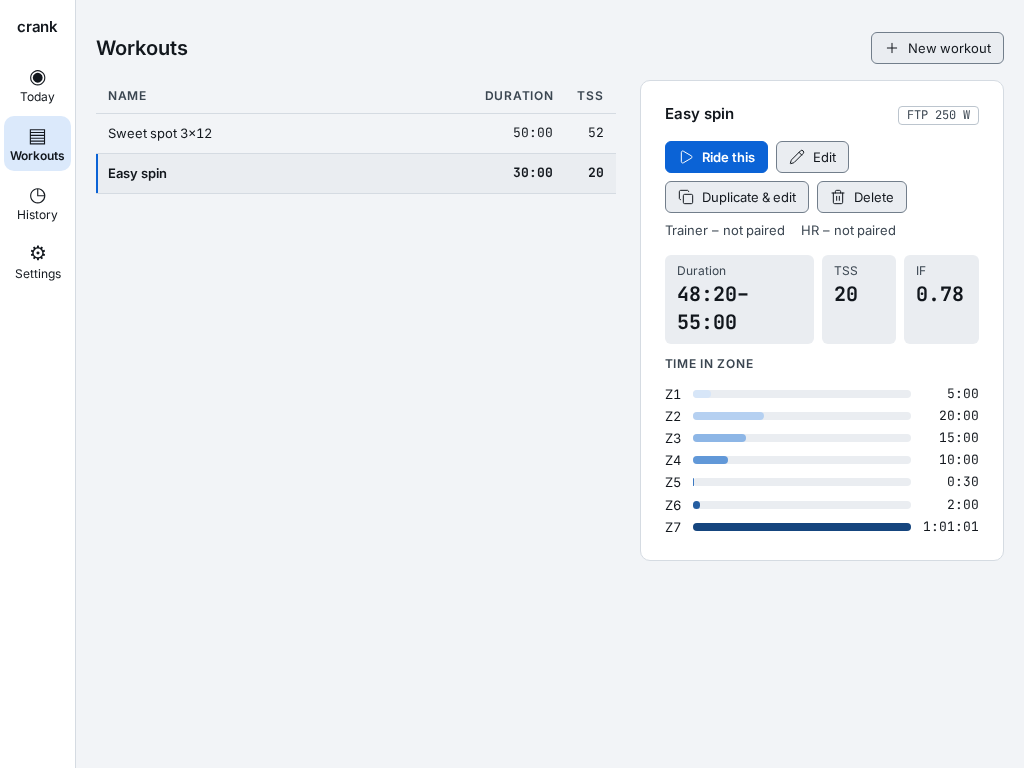 crank
Today
Workouts
History
Settings
Workouts
New workout
NAME DURATION TSS
Sweet spot 3×12 50:00 52
Easy spin 30:00 20
Easy spin
FTP 250 W
Ride this
Edit
Duplicate & edit
Delete
Trainer – not paired HR – not paired
Duration
48:20–
55:00
TSS
20
IF
0.78
TIME IN ZONE
Z1 5:00
Z2 20:00
Z3 15:00
Z4 10:00
Z5 0:30
Z6 2:00
Z7 1:01:01